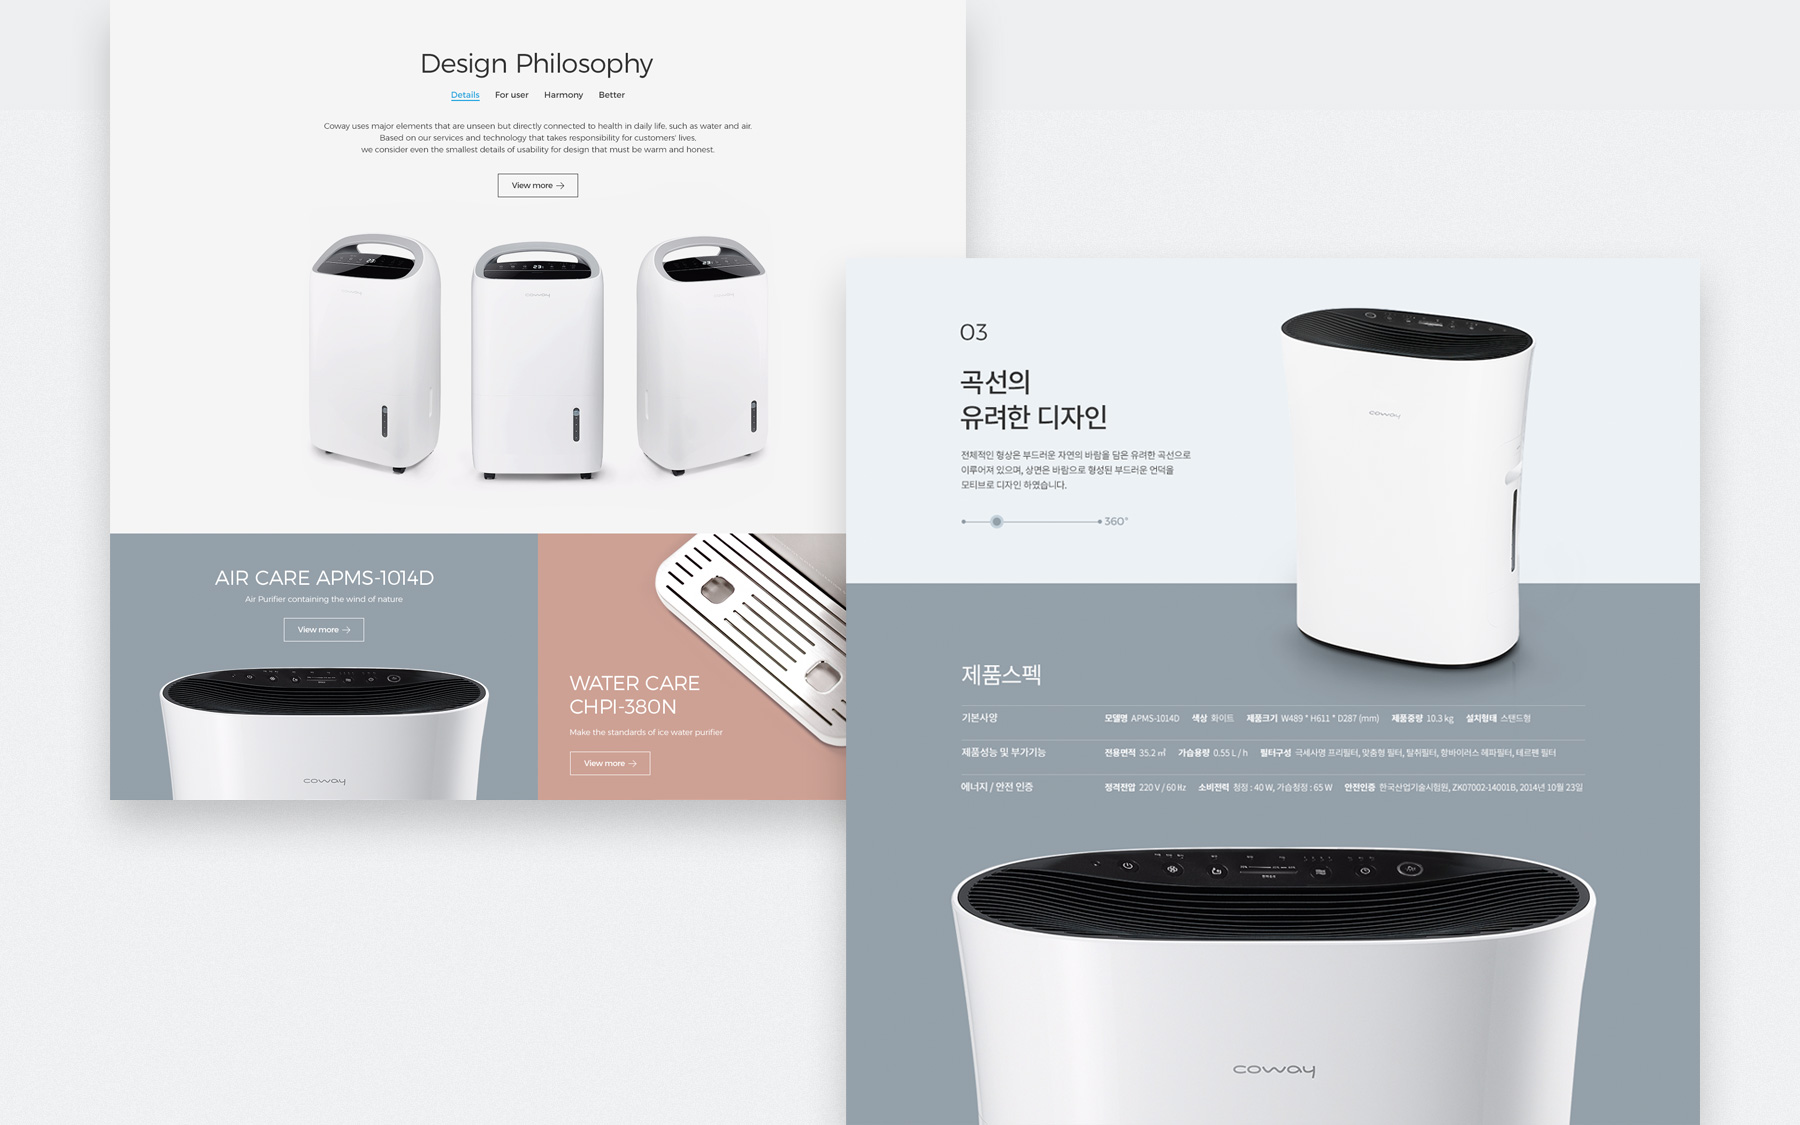 Design Philosophy
Details For user Harmony Better
Coway uses major elements that are unseen but directly connected to health in daily life, such as water and air.
Based on our services and technology that takes responsibility for customers' lives,
we consider even the smallest details of usability for design that must be warm and honest.
View more →
coway
coway
coway
AIR CARE APMS-1014D
Air Purifier containing the wind of nature
View more →
coway
WATER CARE
CHPI-380N
Make the standards of ice water purifier
View more →
03
곡선의
유려한 디자인
전체적인 형상은 부드러운 자연의 바람을 담은 유려한 곡선으로
이루어져 있으며, 상면은 바람으로 형성된 부드러운 언덕을
모티브로 디자인 하였습니다.
360°
coway
제품스펙
기본사양 모델명 APMS-1014D 색상 화이트 제품크기 W489 * H611 * D287 (mm) 제품중량 10.3 kg 설치형태 스탠드형
제품성능 및 부가기능 전용면적 35.2 ㎡ 가습용량 0.55 L / h 필터구성 극세사망 프리필터, 맞춤형 필터, 탈취필터, 항바이러스 헤파필터, 테르펜 필터
에너지 / 안전 인증 정격전압 220 V / 60 Hz 소비전력 청정 : 40 W, 가습청정 : 65 W 안전인증 한국산업기술시험원, ZK07002-14001B, 2014년 10월 23일
coway